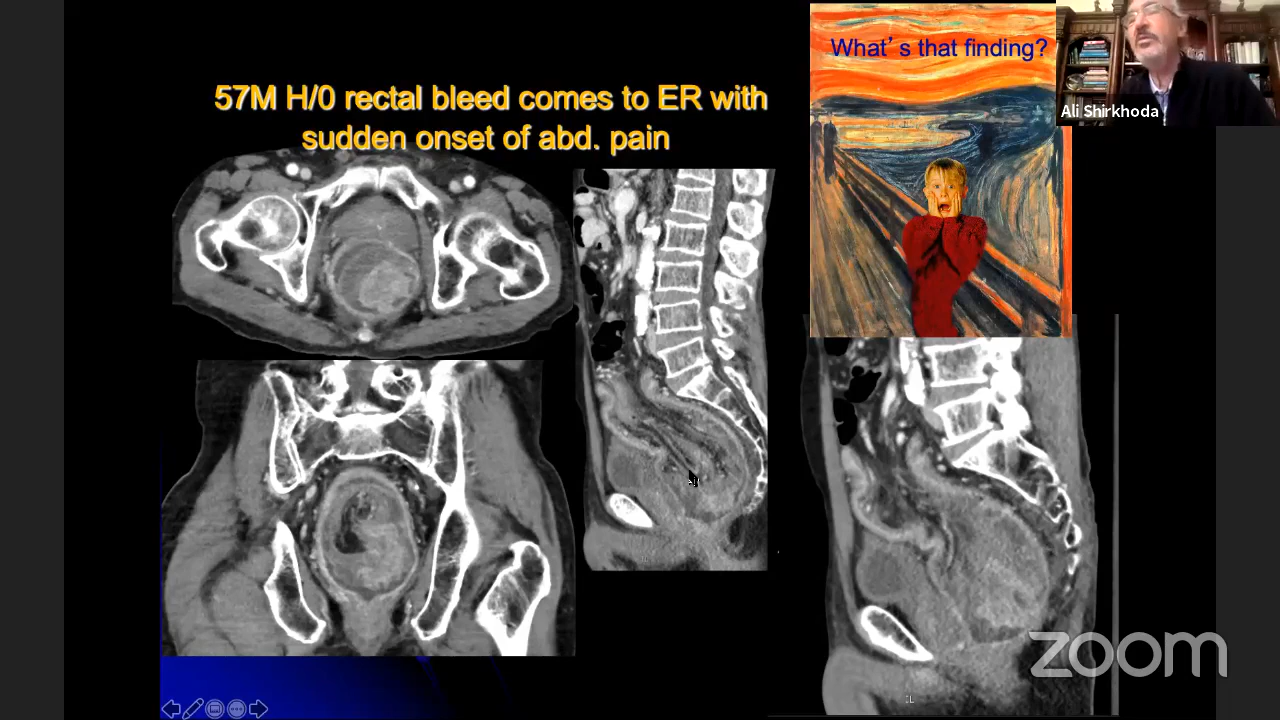 What's that finding?
57M H/0 rectal bleed comes to ER with
sudden onset of abd. pain
Ali Shirkhoda
zoom